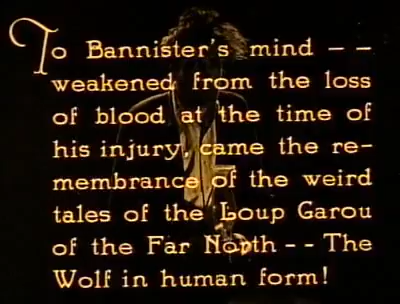 To Bannister's mind – –
weakened from the loss
of blood at the time of
his injury, came the re–
membrance of the weird
tales of the Loup Garou
of the Far North – – The
Wolf in human form!